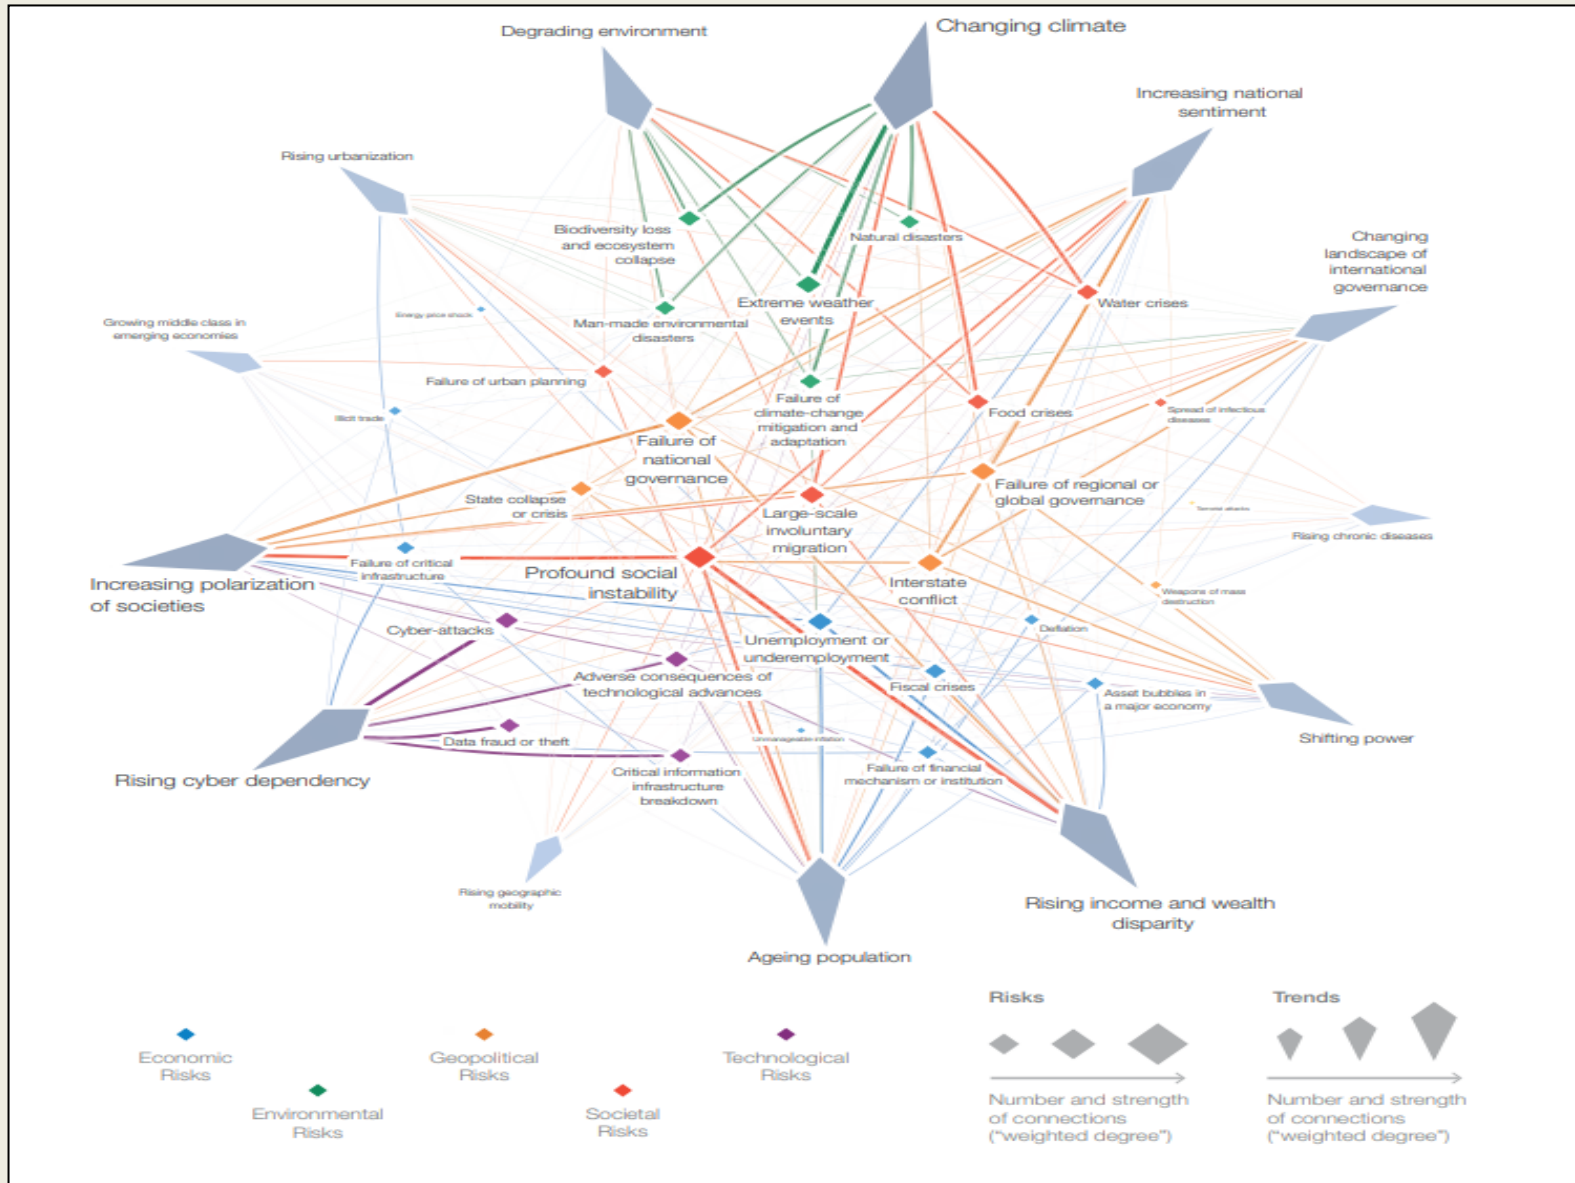 Degrading environment
Changing climate
Increasing national
sentiment
Rising urbanization
Changing
landscape of
international
governance
Biodiversity loss
and ecosystem
collapse
Natural disasters
Extreme weather
events
Water crises
Energy price shock
Man-made environmental
disasters
Growing middle class in
emerging economies
Failure of urban planning
Failure of
climate-change
mitigation and
adaptation
Food crises
Spread of infectious
diseases
Illicit trade
Failure of
national
governance
State collapse
or crisis
Large-scale
involuntary
migration
Failure of regional or
global governance
Terrorist attacks
Rising chronic diseases
Increasing polarization
of societies
Failure of critical
infrastructure
Profound social
instability
Interstate
conflict
Weapons of mass
destruction
Cyber-attacks
Unemployment or
underemployment
Deflation
Adverse consequences of
technological advances
Fiscal crises
Asset bubbles in
a major economy
Data fraud or theft
Unmanageable inflation
Shifting power
Rising cyber dependency
Critical information
infrastructure
breakdown
Failure of financial
mechanism or institution
Rising geographic
mobility
Rising income and wealth
disparity
Ageing population
Economic
Risks
Environmental
Risks
Geopolitical
Risks
Societal
Risks
Technological
Risks
Risks
Number and strength
of connections
("weighted degree")
Trends
Number and strength
of connections
("weighted degree")